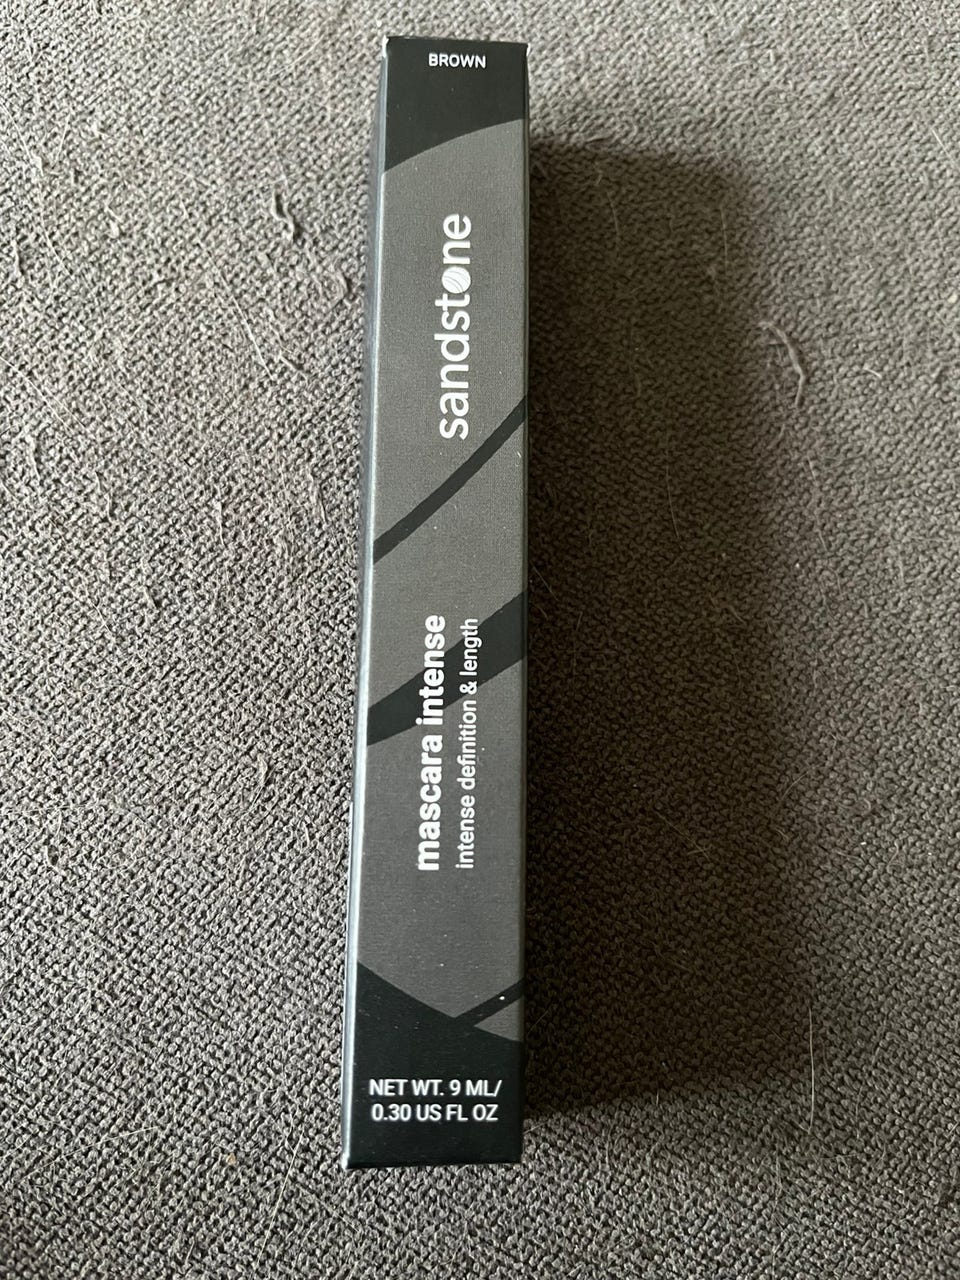 BROWN
sandstone
mascara intense
intense definition & length
NET WT. 9 ML/
0.30 US FL OZ